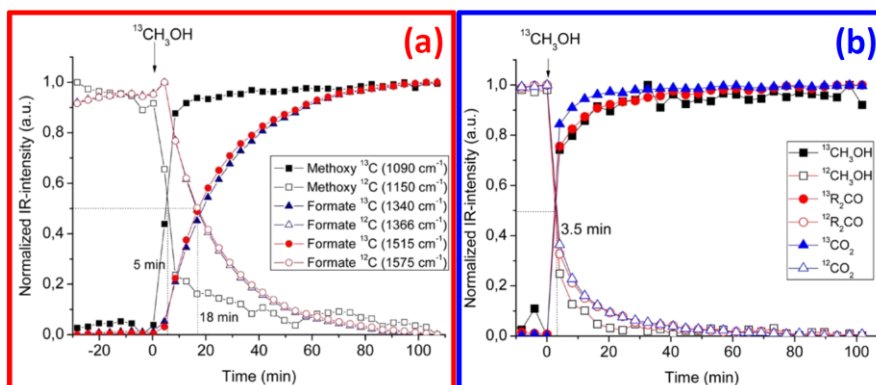 ¹³CH₃OH
(a)
1,0
0,8
0,6
0,4
0,2
0,0
Normalized IR-intensity (a.u.)
Methoxy ¹³C (1090 cm⁻¹)
Methoxy ¹²C (1150 cm⁻¹)
Formate ¹³C (1340 cm⁻¹)
Formate ¹²C (1366 cm⁻¹)
Formate ¹³C (1515 cm⁻¹)
Formate ¹²C (1575 cm⁻¹)
5 min
18 min
-20 0 20 40 60 80 100
Time (min)
¹³CH₃OH
(b)
1,0
0,8
0,6
0,4
0,2
0,0
Normalized IR-intensity (a.u.)
3.5 min
¹³CH₃OH
¹²CH₃OH
¹³R₂CO
¹²R₂CO
¹³CO₂
¹²CO₂
0 20 40 60 80 100
Time (min)